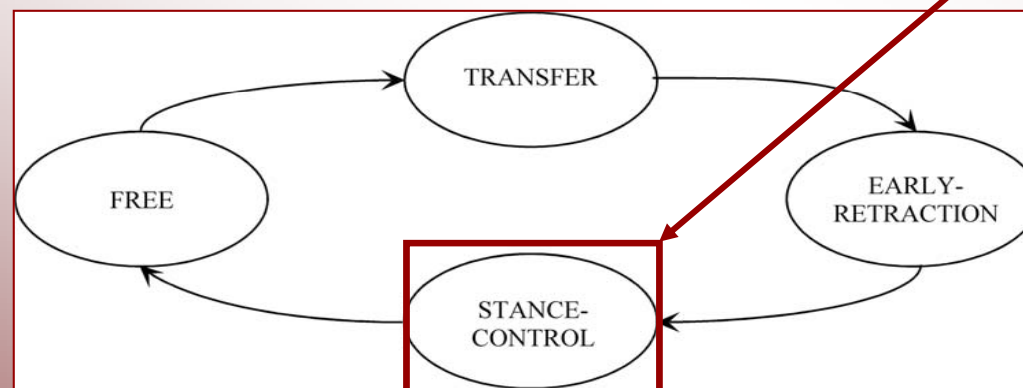 TRANSFER
FREE
EARLY-
RETRACTION
STANCE-
CONTROL